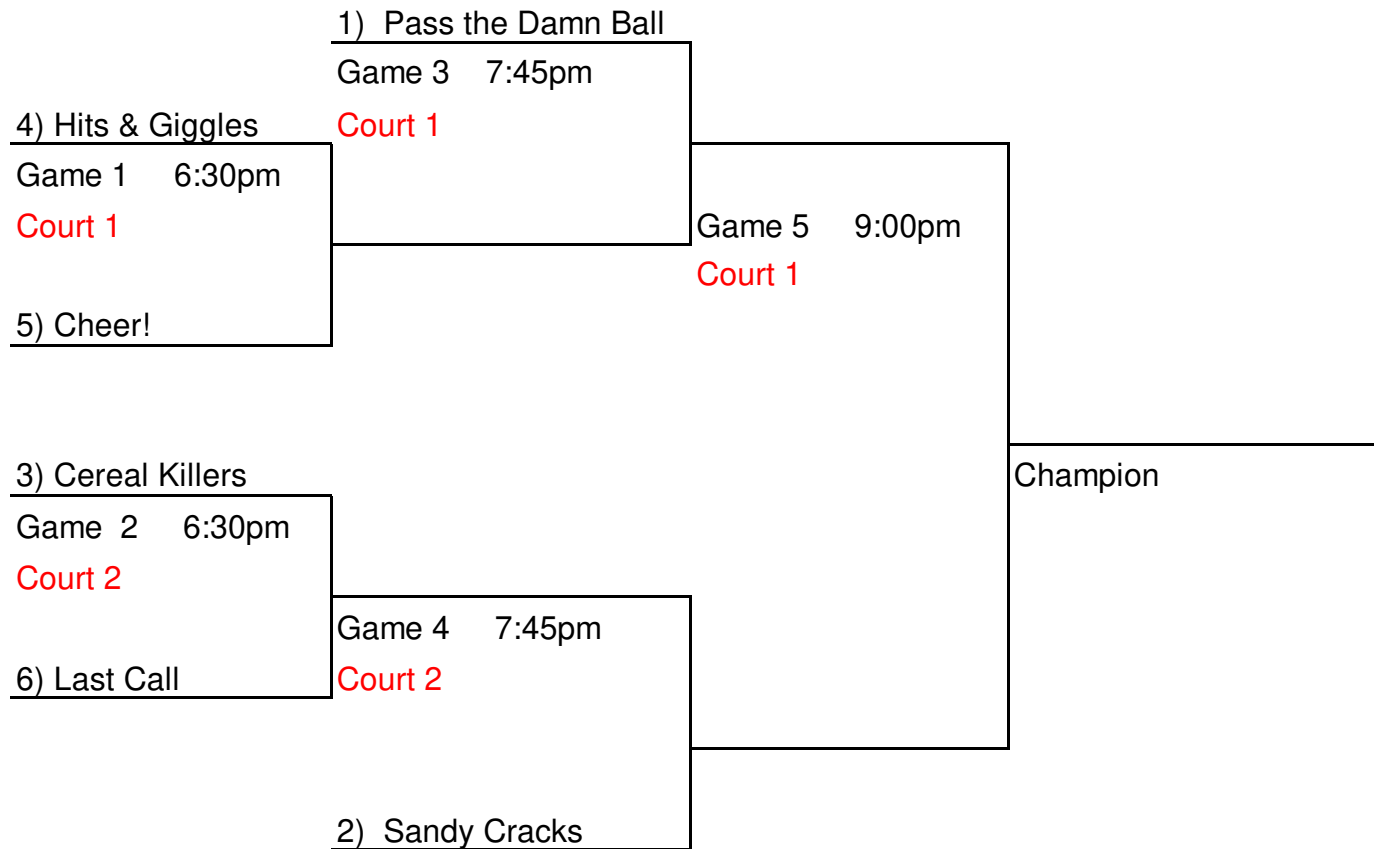 1) Pass the Damn Ball
Game 3 7:45pm
4) Hits & Giggles
Court 1
Game 1 6:30pm
Court 1
Game 5 9:00pm
Court 1
5) Cheer!
3) Cereal Killers
Champion
Game 2 6:30pm
Court 2
Game 4 7:45pm
6) Last Call
Court 2
2) Sandy Cracks